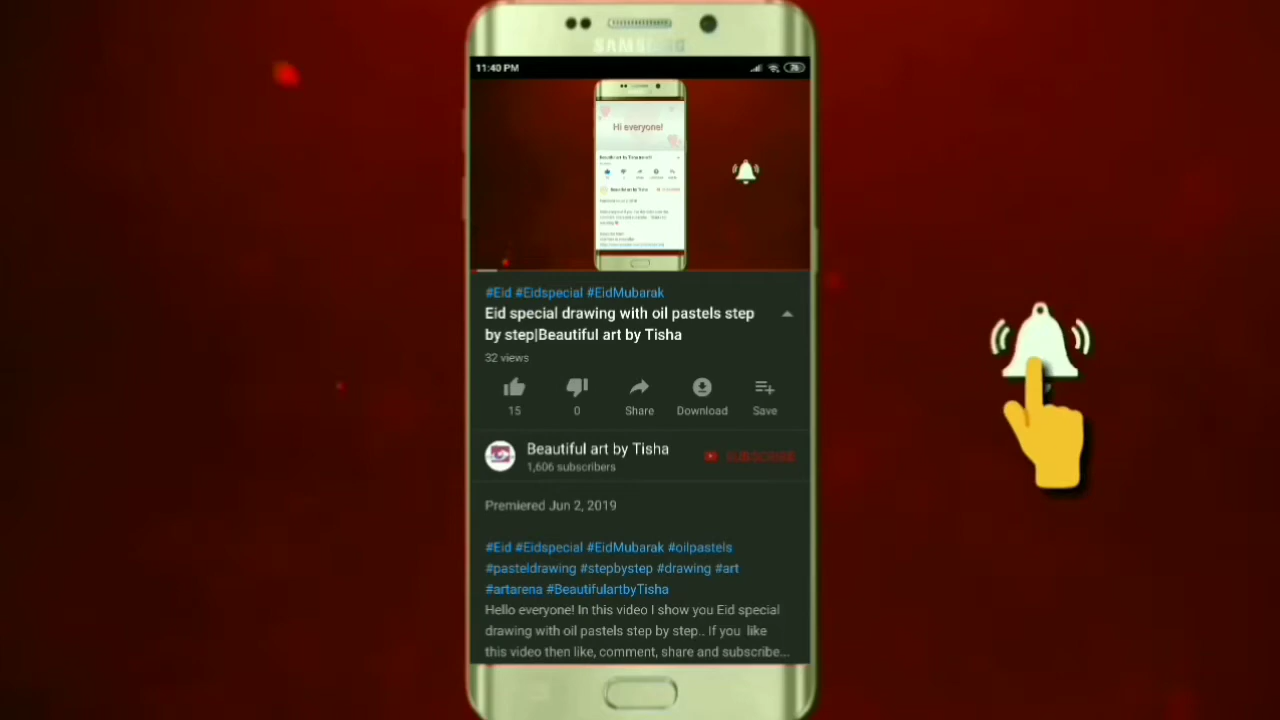 SAMSUNG
11:40 PM
76
Hi everyone!
#Eid #Eidspecial #EidMubarak
Eid special drawing with oil pastels step
by step|Beautiful art by Tisha
32 views
15
0
Share
Download
Save
Beautiful art by Tisha
1,606 subscribers
SUBSCRIBE
Premiered Jun 2, 2019
#Eid #Eidspecial #EidMubarak #oilpastels
#pasteldrawing #stepbystep #drawing #art
#artarena #BeautifulartbyTisha
Hello everyone! In this video I show you Eid special
drawing with oil pastels step by step.. If you like
this video then like, comment, share and subscribe...